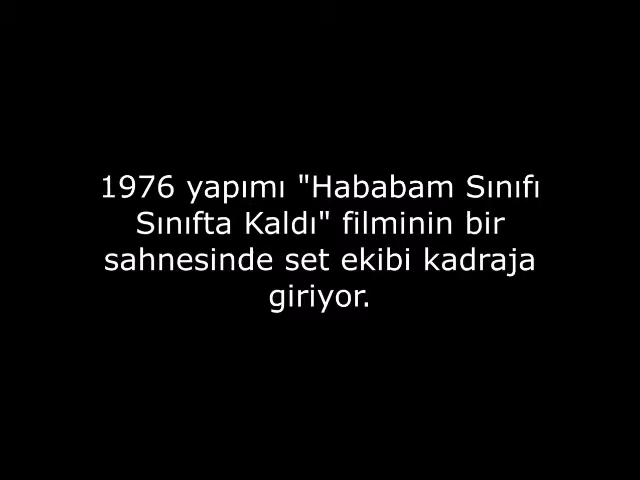 1976 yapımı "Hababam Sınıfı
Sınıfta Kaldı" filminin bir
sahnesinde set ekibi kadraja
giriyor.